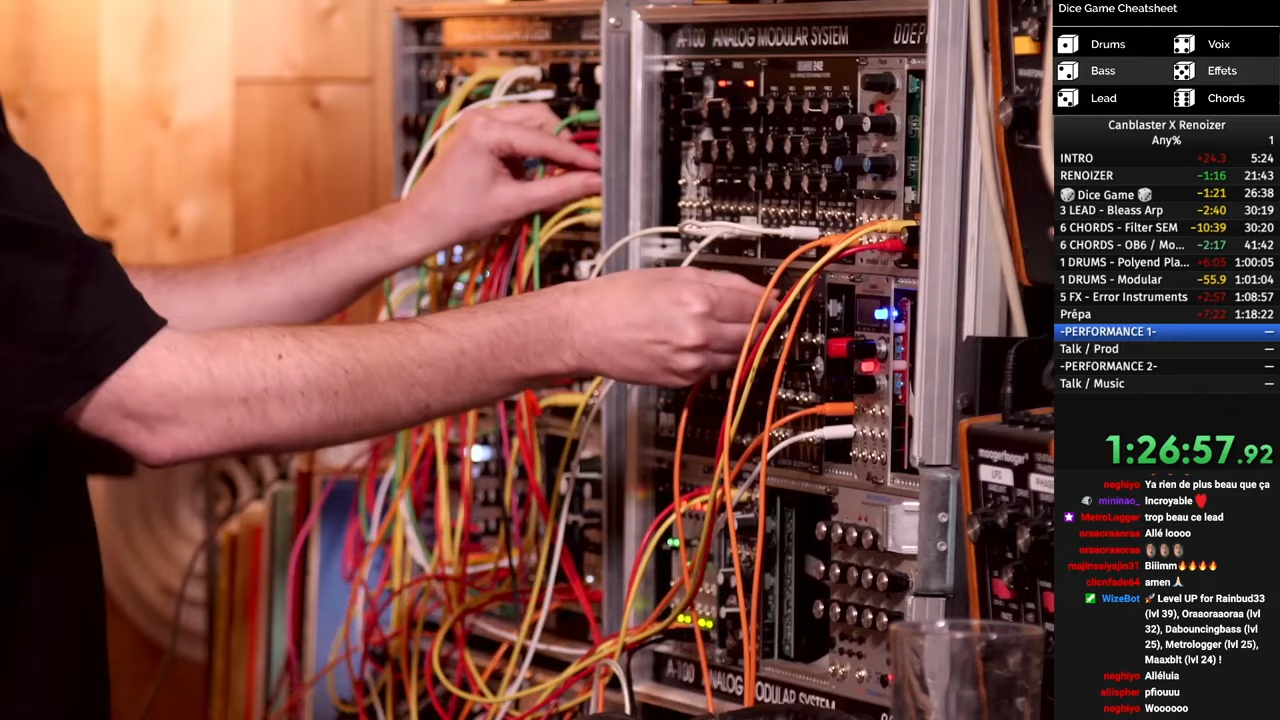 A-100 ANALOG MODULAR SYSTEM
DOEPF
moogerfooger
LFO
PHAS
A-100 ANALOG MODULAR SYSTEM
Dice Game Cheatsheet
Drums
Voix
Bass
Effets
Lead
Chords
Canblaster X Renoizer
Any% 1
INTRO +24.3 5:24
RENOIZER −1:16 21:43
🎲 Dice Game 🎲 −1:21 26:38
3 LEAD - Bleass Arp −2:40 30:19
6 CHORDS - Filter SEM −10:39 30:20
6 CHORDS - OB6 / Mo... −2:17 41:42
1 DRUMS - Polyend Pla... +6:05 1:00:05
1 DRUMS - Modular −55.9 1:01:04
5 FX - Error Instruments +2:57 1:08:57
Prépa +7:22 1:18:22
-PERFORMANCE 1- —
Talk / Prod —
-PERFORMANCE 2- —
Talk / Music —
1:26:57.92
neghiyo Ya rien de plus beau que ça
mininao_ Incroyable
MetroLogger trop beau ce lead
oraaoraaoraa Allé loooo
oraaoraaoraa
majinsaiyajin31 Biiimm🔥🔥🔥🔥
clicnfade64 amen 🙏
WizeBot 🚀 Level UP for Rainbud33
(lvl 39), Oraaoraaoraa (lvl
32), Dabouncingbass (lvl
25), Metrologger (lvl 25),
Maaxblt (lvl 24) !
neghiyo Alléluia
aliispher pfiouuu
neghiyo Woooooo